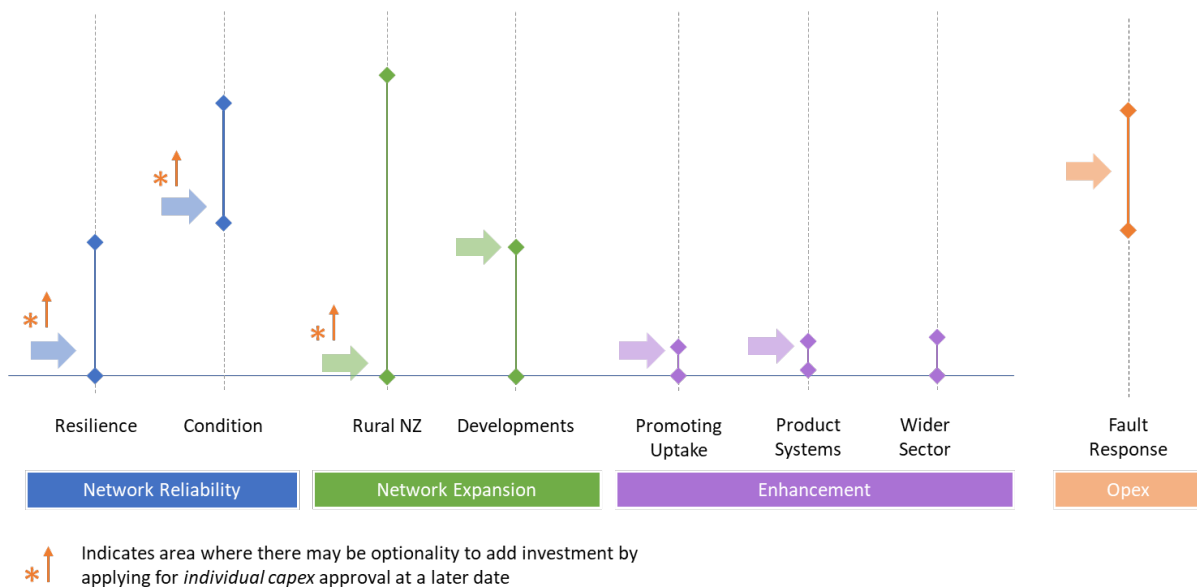 Resilience
Condition
Rural NZ
Developments
Promoting
Uptake
Product
Systems
Wider
Sector
Fault
Response
Network Reliability
Network Expansion
Enhancement
Opex
* Indicates area where there may be optionality to add investment by
applying for individual capex approval at a later date